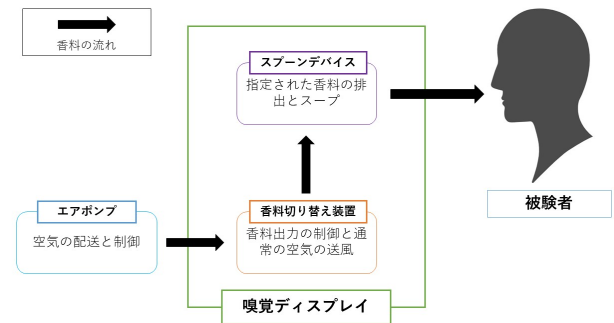 香料の流れ
スプーンデバイス
指定された香料の排
出とスープ
エアポンプ
空気の配送と制御
香料切り替え装置
香料出力の制御と通
常の空気の送風
被験者
嗅覚ディスプレイ